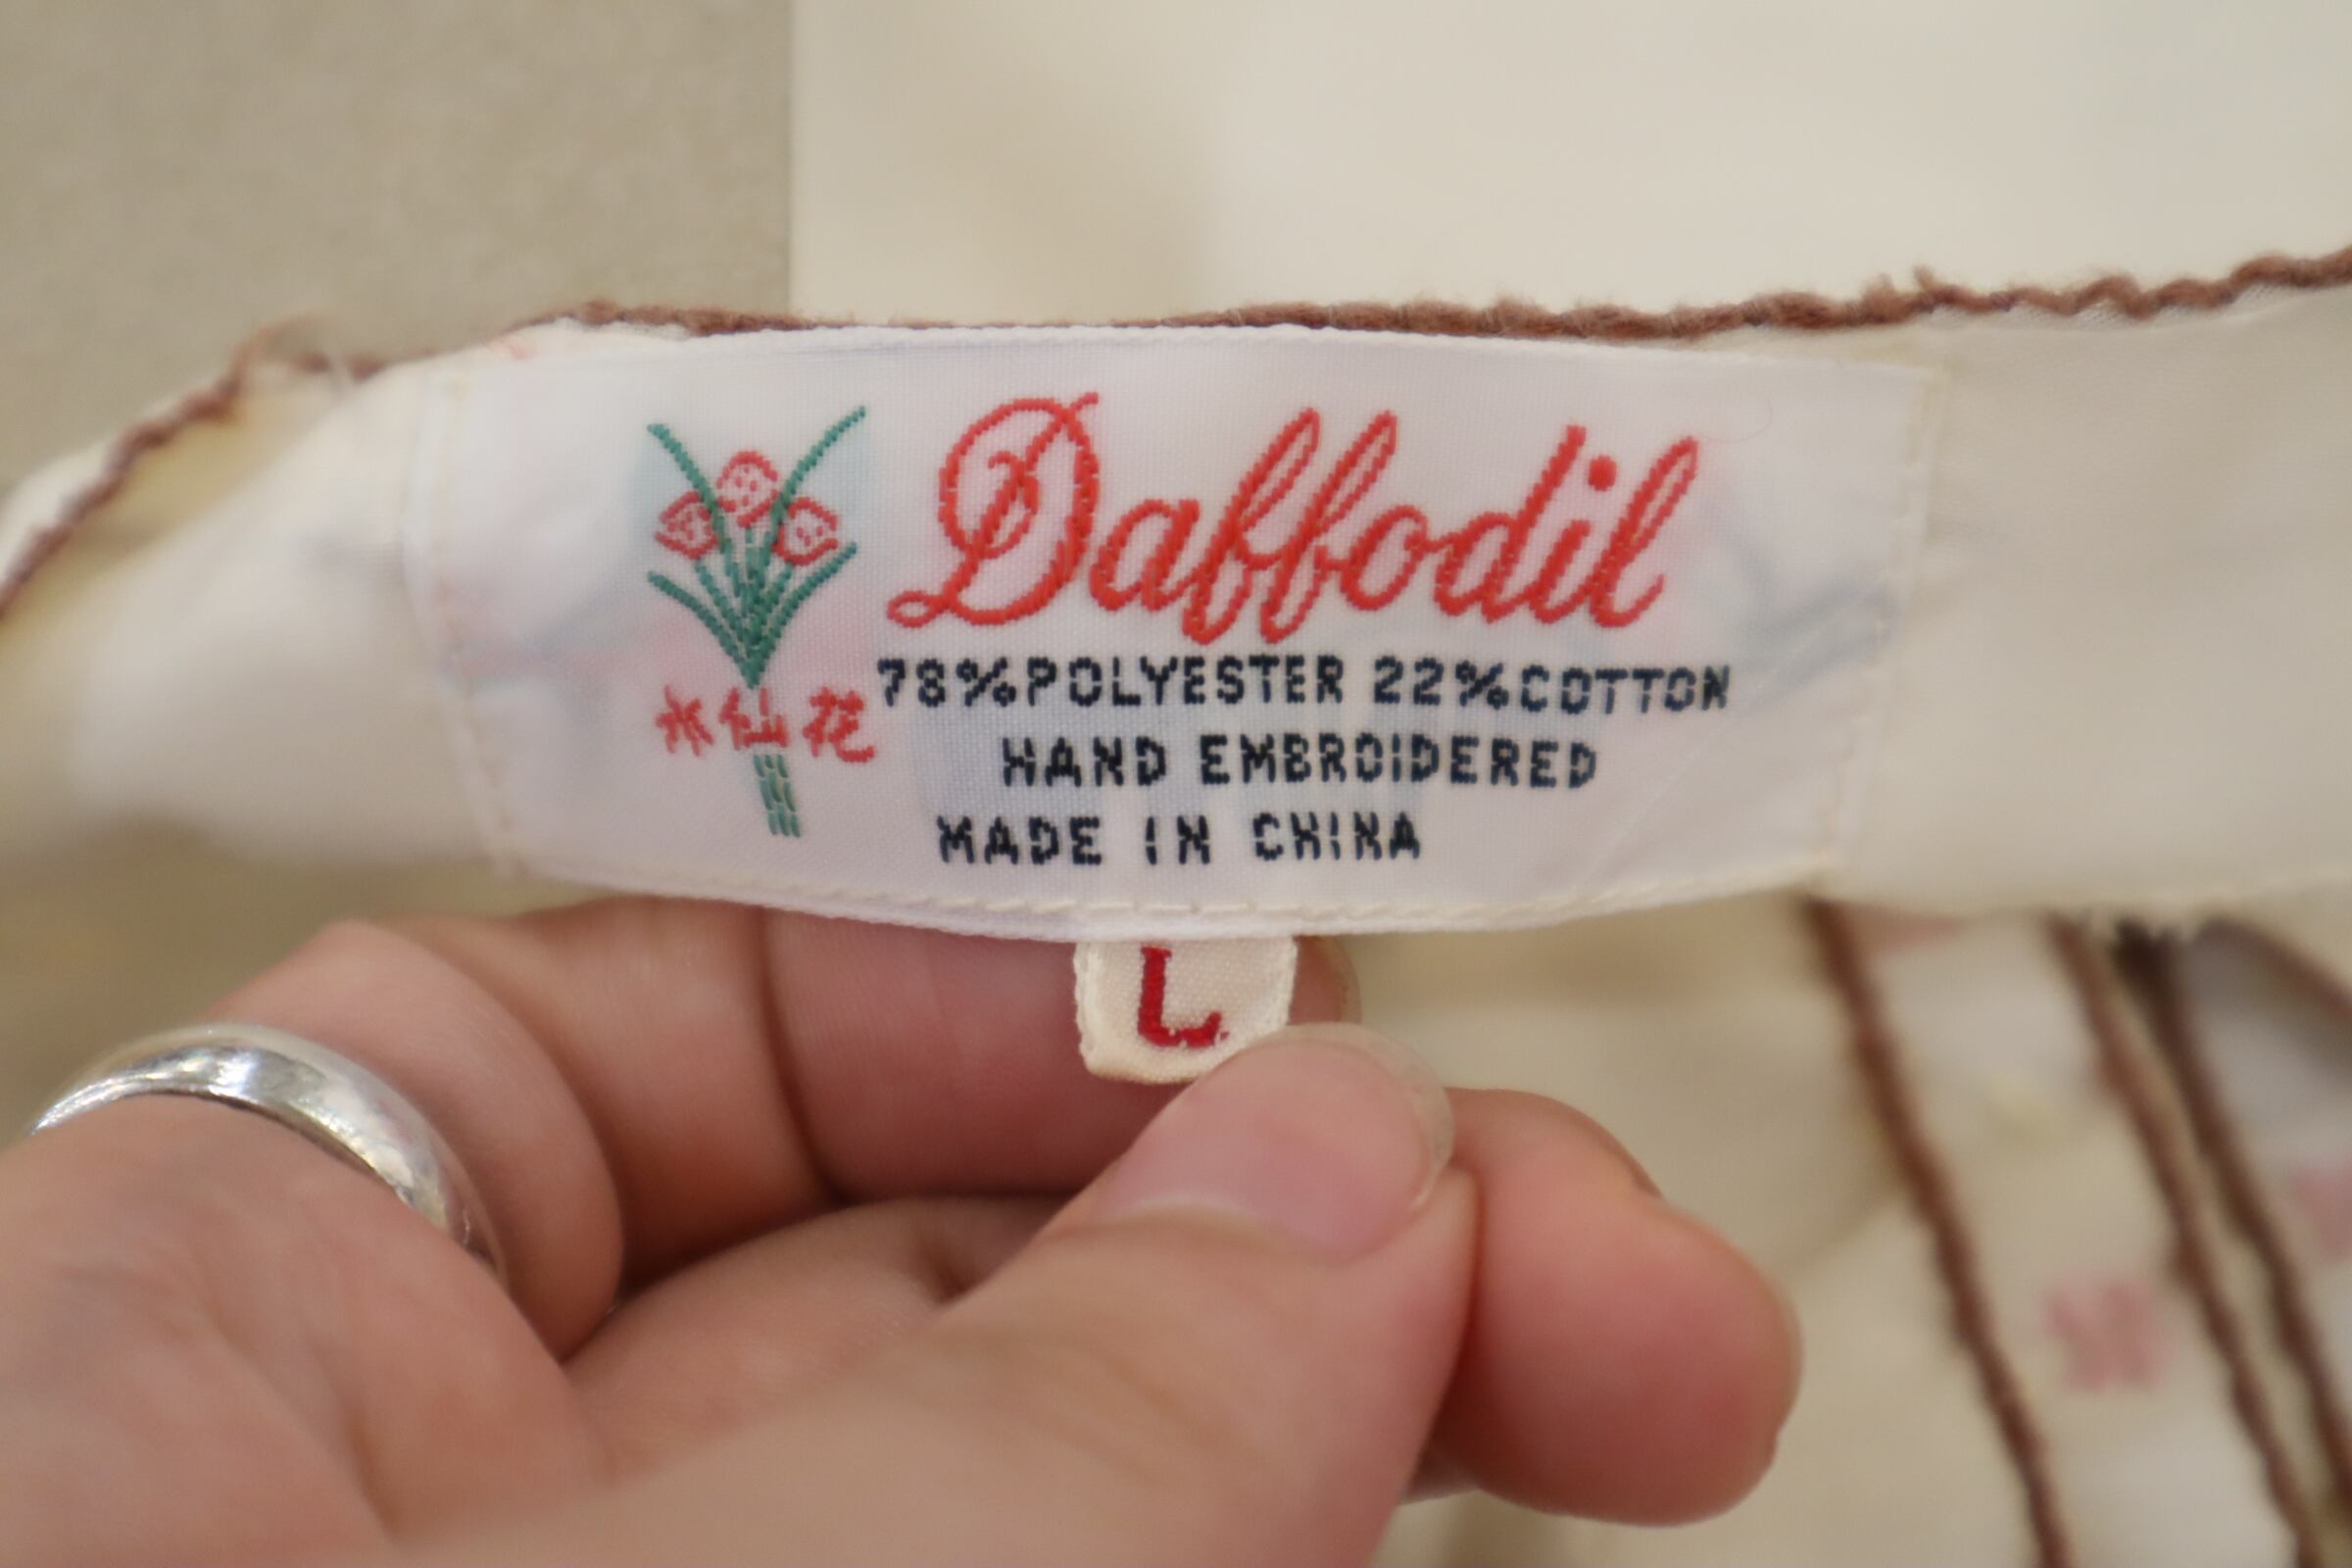 Daffodil
水仙花
78%POLYESTER 22%COTTON
HAND EMBROIDERED
MADE IN CHINA
L